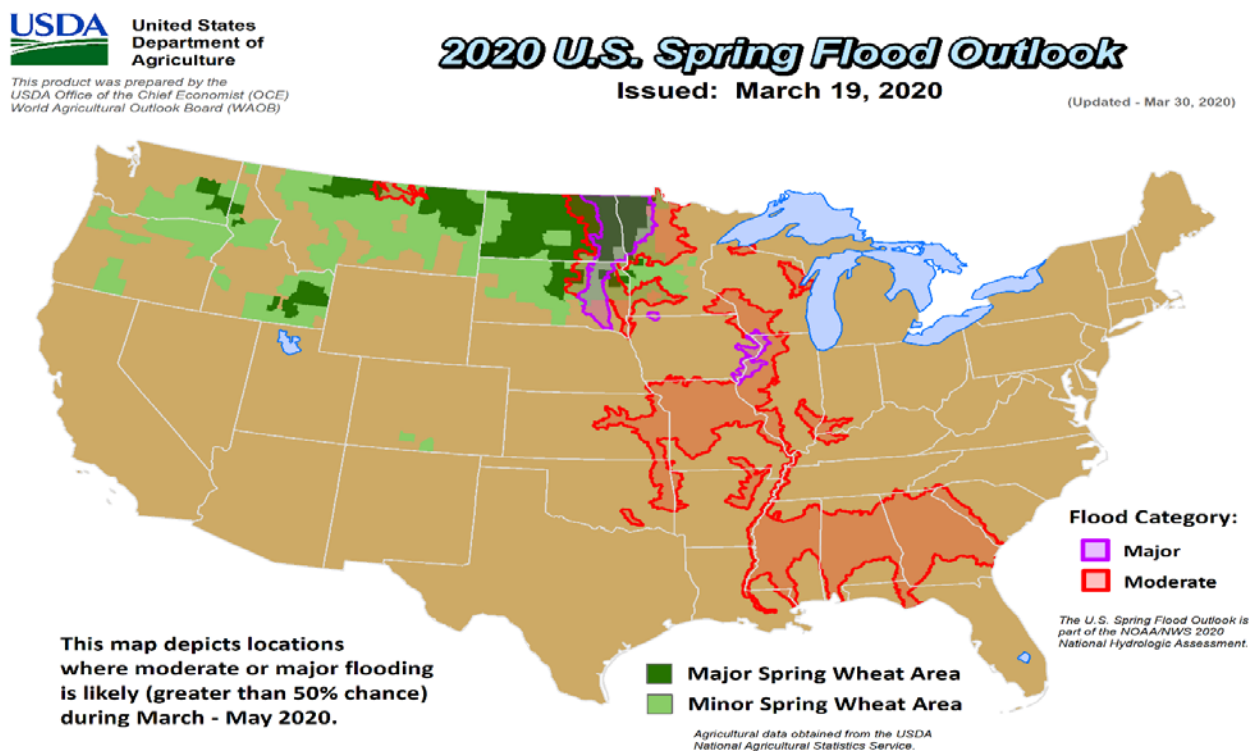 USDA
United States
Department of
Agriculture
This product was prepared by the
USDA Office of the Chief Economist (OCE)
World Agricultural Outlook Board (WAOB)
2020 U.S. Spring Flood Outlook
Issued: March 19, 2020
(Updated - Mar 30, 2020)
Flood Category:
Major
Moderate
The U.S. Spring Flood Outlook is
part of the NOAA/NWS 2020
National Hydrologic Assessment.
This map depicts locations
where moderate or major flooding
is likely (greater than 50% chance)
during March - May 2020.
Major Spring Wheat Area
Minor Spring Wheat Area
Agricultural data obtained from the USDA
National Agricultural Statistics Service.